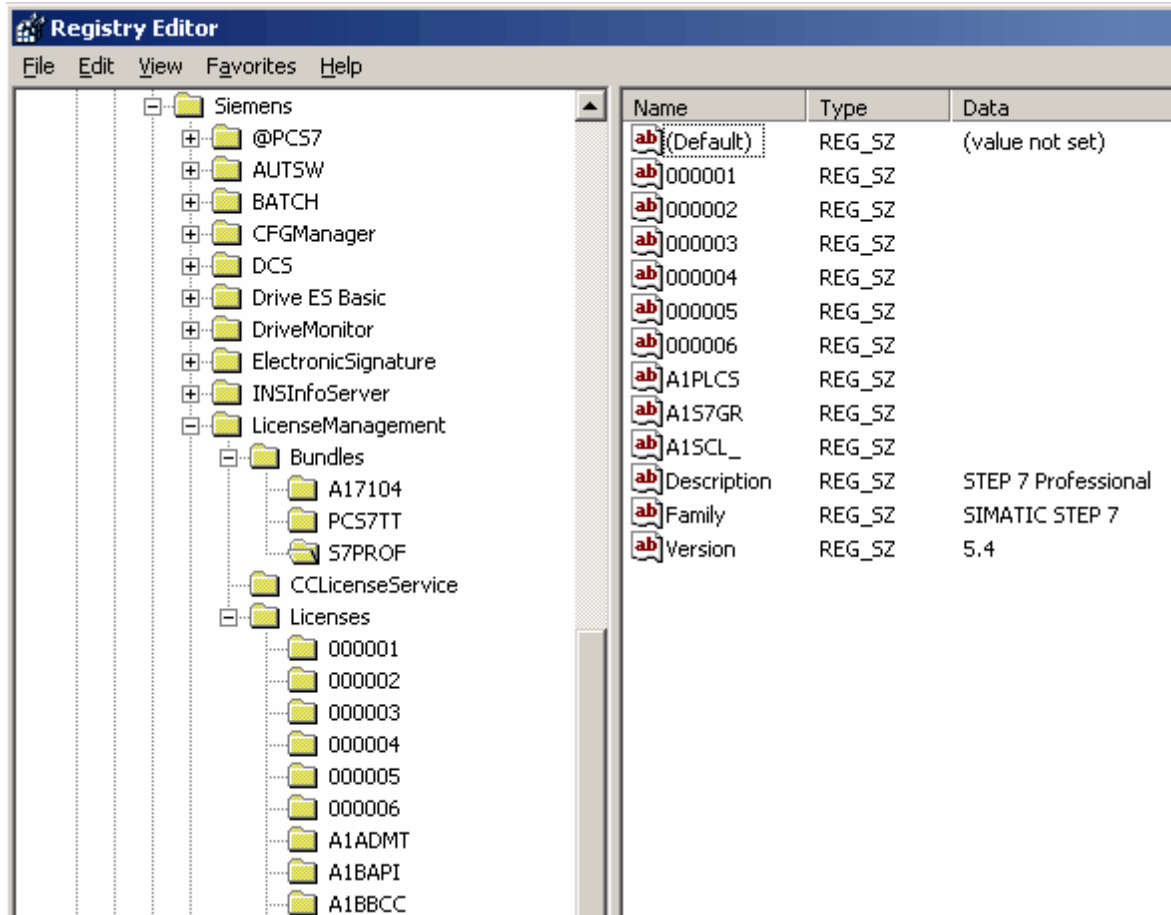 Registry Editor
File Edit View Favorites Help
Siemens
@PCS7
AUTSW
BATCH
CFGManager
DCS
Drive ES Basic
DriveMonitor
ElectronicSignature
INSInfoServer
LicenseManagement
Bundles
A17104
PCS7TT
S7PROF
CCLicenseService
Licenses
000001
000002
000003
000004
000005
000006
A1ADMT
A1BAPI
A1BBCC
Name Type Data
(Default) REG_SZ (value not set)
000001 REG_SZ
000002 REG_SZ
000003 REG_SZ
000004 REG_SZ
000005 REG_SZ
000006 REG_SZ
A1PLCS REG_SZ
A1S7GR REG_SZ
A1SCL_ REG_SZ
Description REG_SZ STEP 7 Professional
Family REG_SZ SIMATIC STEP 7
Version REG_SZ 5.4